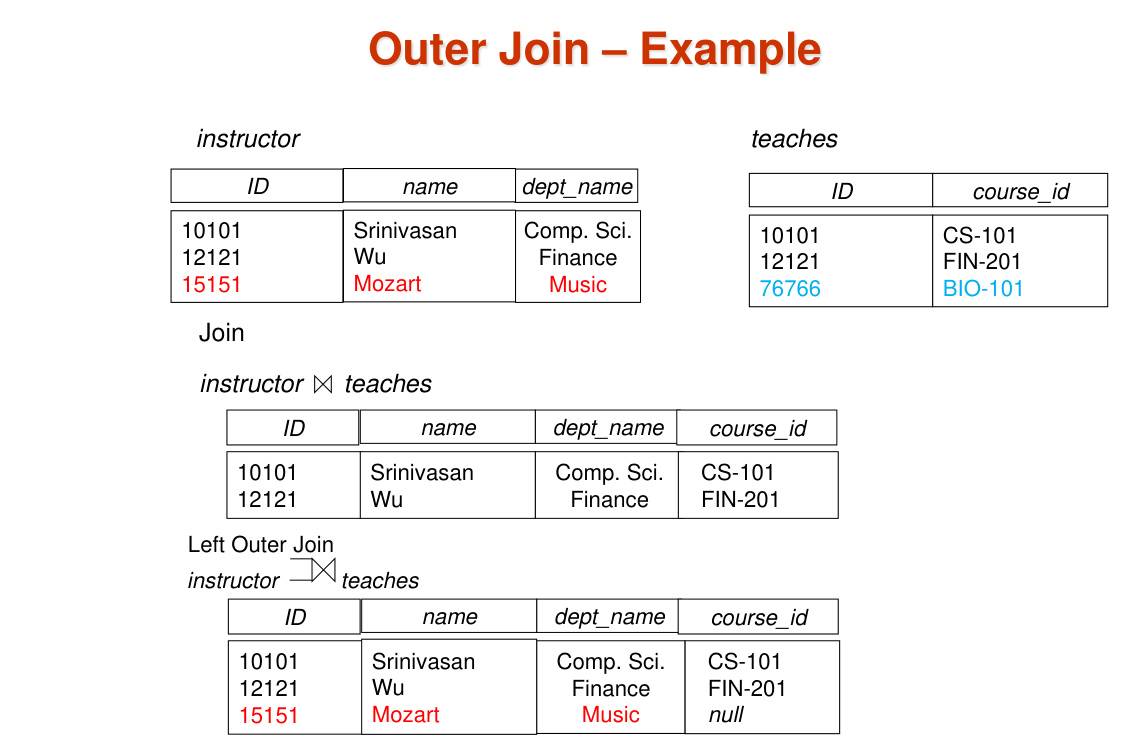 Outer Join – Example
instructor
ID name dept_name
10101 Srinivasan Comp. Sci.
12121 Wu Finance
15151 Mozart Music
teaches
ID course_id
10101 CS-101
12121 FIN-201
76766 BIO-101
Join
instructor ⋈ teaches
ID name dept_name course_id
10101 Srinivasan Comp. Sci. CS-101
12121 Wu Finance FIN-201
Left Outer Join
instructor ⟕ teaches
ID name dept_name course_id
10101 Srinivasan Comp. Sci. CS-101
12121 Wu Finance FIN-201
15151 Mozart Music null